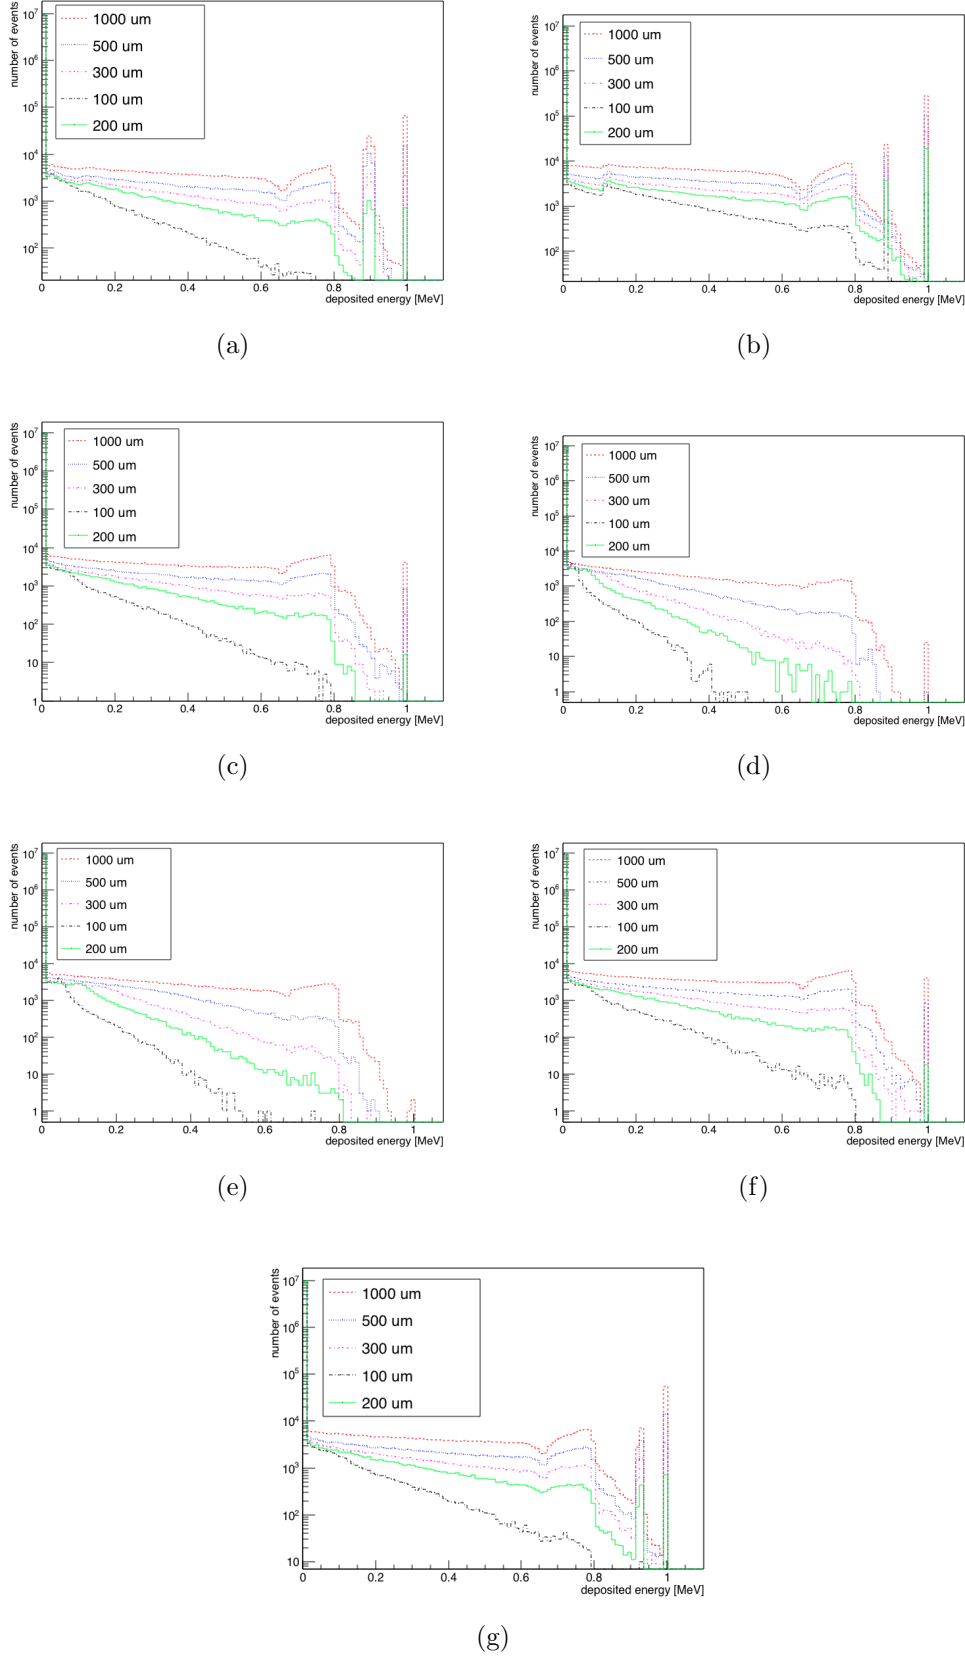 number of events
10^7
10^6
10^5
10^4
10^3
10^2
1000 um
500 um
300 um
100 um
200 um
0 0.2 0.4 0.6 0.8 1
deposited energy [MeV]
(a)
number of events
10^7
10^6
10^5
10^4
10^3
10^2
1000 um
500 um
300 um
100 um
200 um
0 0.2 0.4 0.6 0.8 1
deposited energy [MeV]
(b)
number of events
10^7
10^6
10^5
10^4
10^3
10^2
10
1
1000 um
500 um
300 um
100 um
200 um
0 0.2 0.4 0.6 0.8 1
deposited energy [MeV]
(c)
number of events
10^7
10^6
10^5
10^4
10^3
10^2
10
1
1000 um
500 um
300 um
100 um
200 um
0 0.2 0.4 0.6 0.8 1
deposited energy [MeV]
(d)
number of events
10^7
10^6
10^5
10^4
10^3
10^2
10
1
1000 um
500 um
300 um
100 um
200 um
0 0.2 0.4 0.6 0.8 1
deposited energy [MeV]
(e)
number of events
10^7
10^6
10^5
10^4
10^3
10^2
10
1
1000 um
500 um
300 um
100 um
200 um
0 0.2 0.4 0.6 0.8 1
deposited energy [MeV]
(f)
number of events
10^7
10^6
10^5
10^4
10^3
10^2
10
1000 um
500 um
300 um
100 um
200 um
0 0.2 0.4 0.6 0.8 1
deposited energy [MeV]
(g)